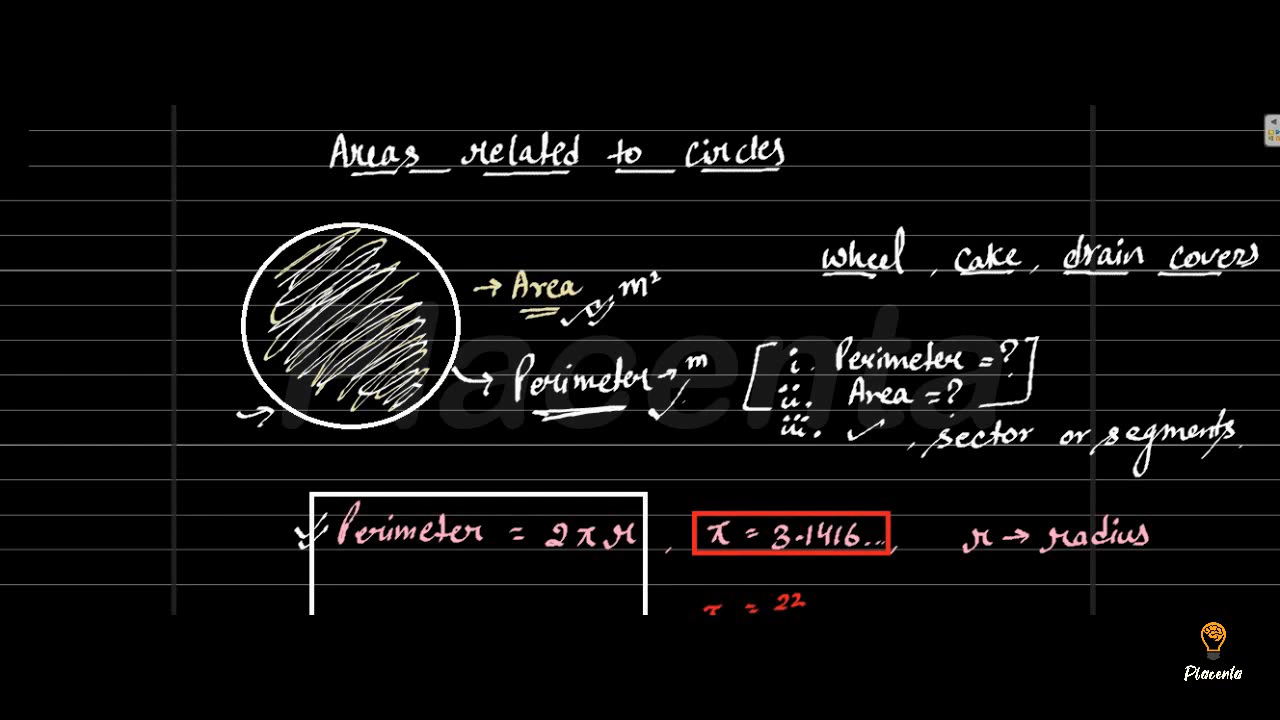 Areas related to circles
wheel, cake, drain covers
→ Area m²
→ Perimeter → m
i. Perimeter = ?
ii. Area = ?
iii. ✓, sector or segments.
Perimeter = 2πr, π = 3.1416..., r → radius
π = 22
Placenta
Placenta